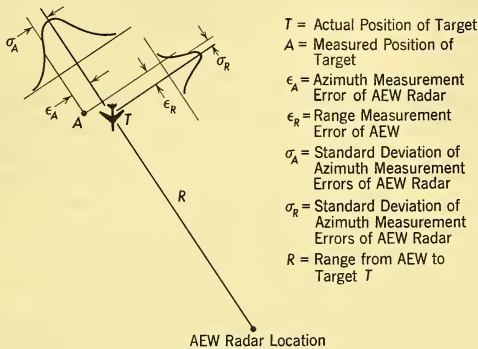 σA
εA
A
T
εR
σR
R
AEW Radar Location
T = Actual Position of Target
A = Measured Position of
Target
εA = Azimuth Measurement
Error of AEW Radar
εR = Range Measurement
Error of AEW
σA = Standard Deviation of
Azimuth Measurement
Errors of AEW Radar
σR = Standard Deviation of
Azimuth Measurement
Errors of AEW Radar
R = Range from AEW to
Target T